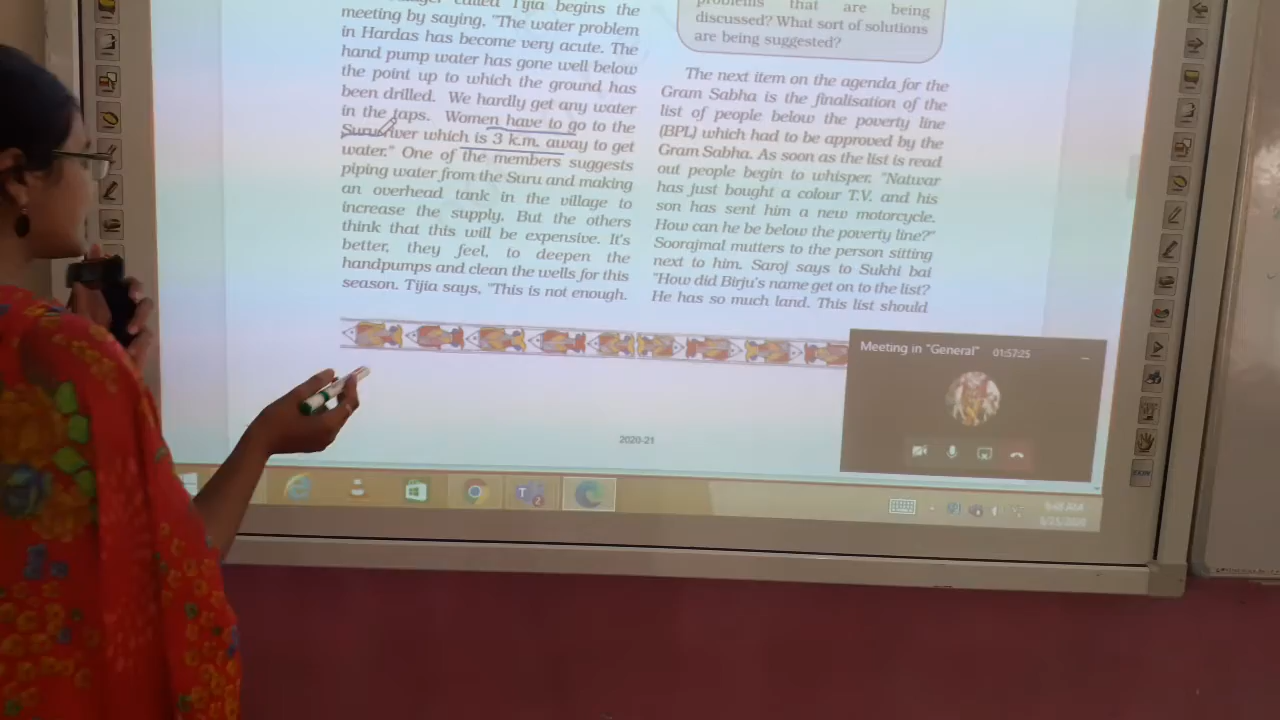 called Tijia begins the
meeting by saying, "The water problem
in Hardas has become very acute. The
hand pump water has gone well below
the point up to which the ground has
been drilled. We hardly get any water
in the taps. Women have to go to the
Suru river which is 3 k.m. away to get
water." One of the members suggests
piping water from the Suru and making
an overhead tank in the village to
increase the supply. But the others
think that this will be expensive. It's
better, they feel, to deepen the
handpumps and clean the wells for this
season. Tijia says, "This is not enough.
problems that are being
discussed? What sort of solutions
are being suggested?
The next item on the agenda for the
Gram Sabha is the finalisation of the
list of people below the poverty line
(BPL) which had to be approved by the
Gram Sabha. As soon as the list is read
out people begin to whisper. "Natwar
has just bought a colour T.V. and his
son has sent him a new motorcycle.
How can he be below the poverty line?"
Soorajmal mutters to the person sitting
next to him. Saroj says to Sukhi bai
"How did Birju's name get on to the list?
He has so much land. This list should
Meeting in "General" 01:57:25
2020-21